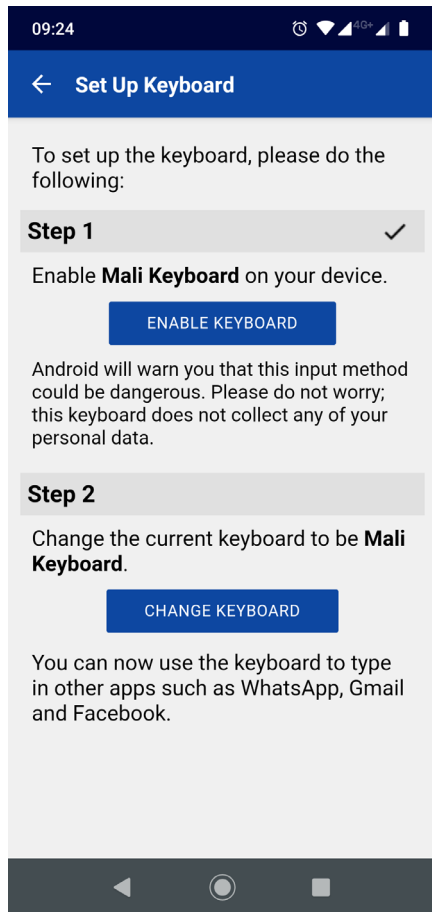 09:24
4G+
Set Up Keyboard
To set up the keyboard, please do the
following:
Step 1
Enable Mali Keyboard on your device.
ENABLE KEYBOARD
Android will warn you that this input method
could be dangerous. Please do not worry;
this keyboard does not collect any of your
personal data.
Step 2
Change the current keyboard to be Mali
Keyboard.
CHANGE KEYBOARD
You can now use the keyboard to type
in other apps such as WhatsApp, Gmail
and Facebook.